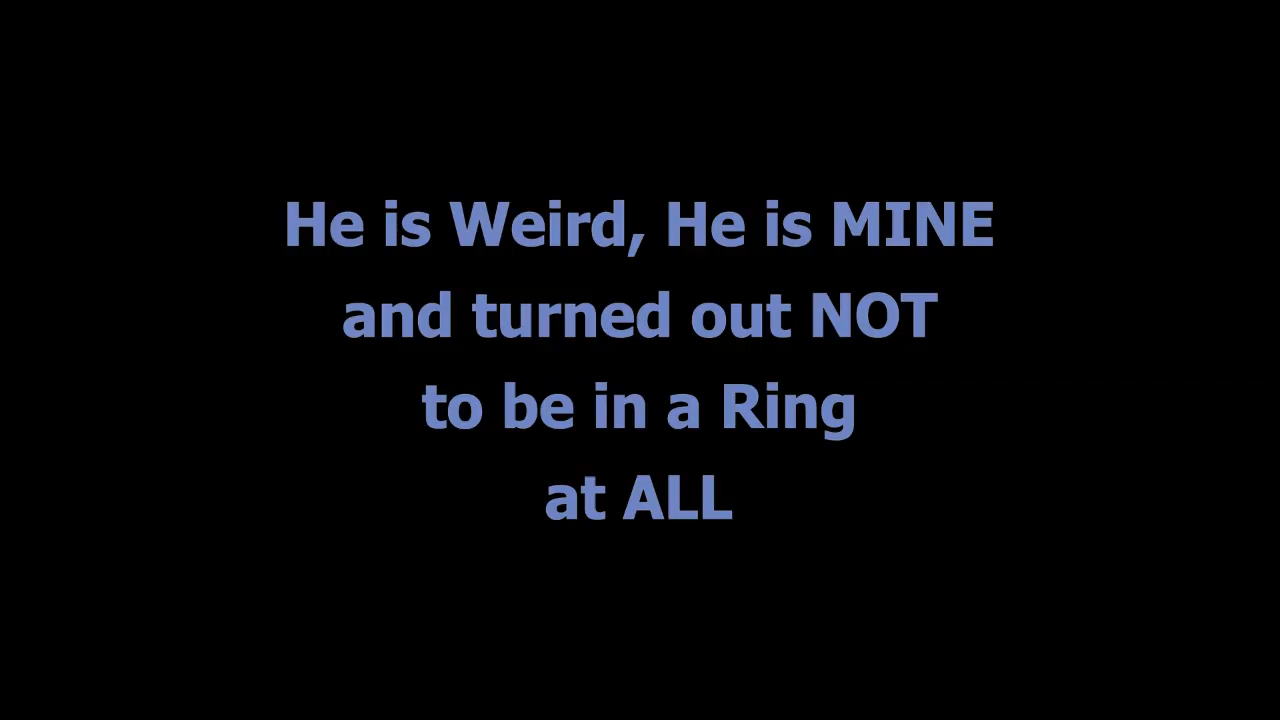 He is Weird, He is MINE
and turned out NOT
to be in a Ring
at ALL